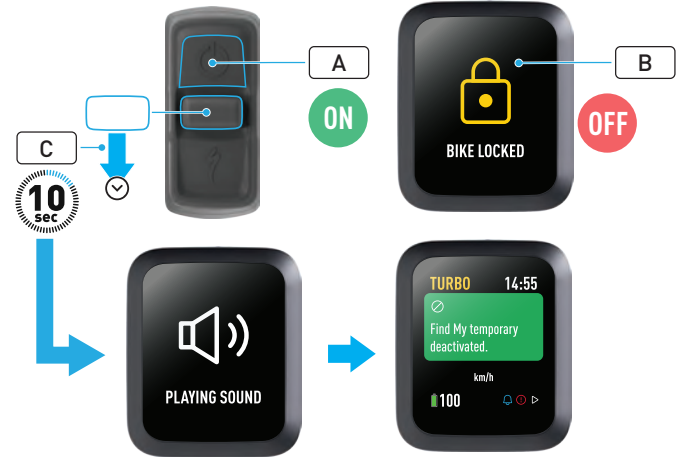 A
B
ON
OFF
BIKE LOCKED
C
10
sec
TURBO 14:55
Find My temporary
deactivated.
km/h
100
PLAYING SOUND